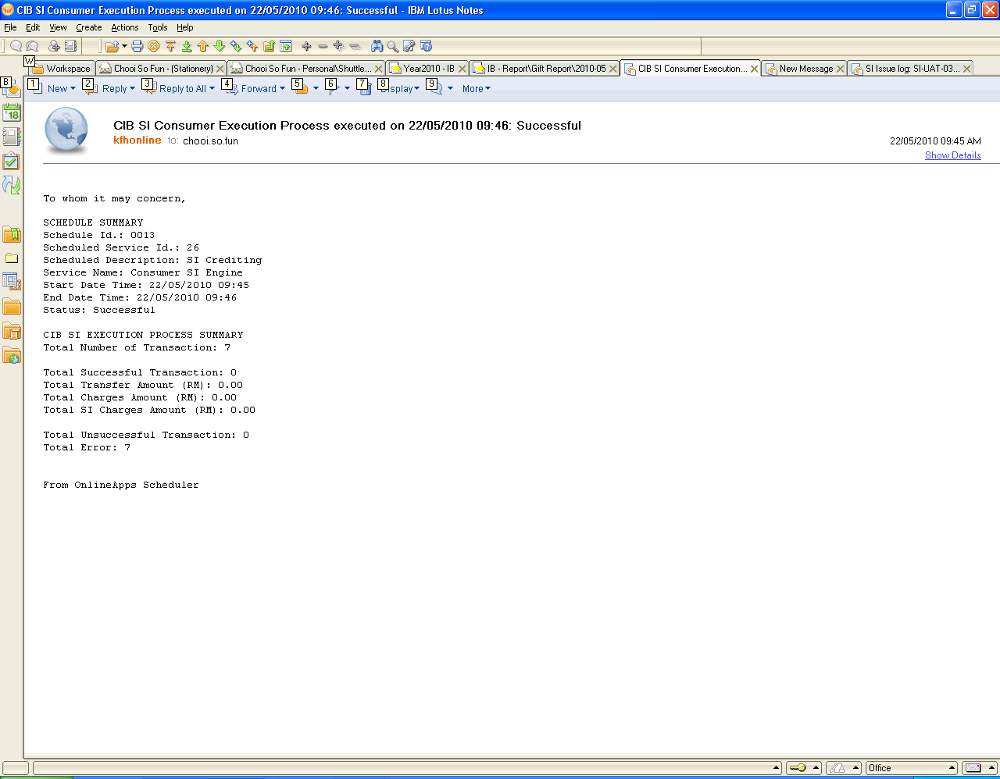 CIB SI Consumer Execution Process executed on 22/05/2010 09:46: Successful - IBM Lotus Notes
File Edit View Create Actions Tools Help
W
Workspace
Chooi So Fun - (Stationery)
Chooi So Fun - Personal\Shuttle...
Year2010 - IB
IB - Report\Gift Report\2010-05
CIB SI Consumer Execution...
New Message
SI Issue log: SI-UAT-03...
B
1 New 2 Reply 3 Reply to All 4 Forward 5 6 7 8 Display 9 More
18
CIB SI Consumer Execution Process executed on 22/05/2010 09:46: Successful
kfhonline to: chooi.so.fun
22/05/2010 09:45 AM
Show Details
To whom it may concern,
SCHEDULE SUMMARY
Schedule Id.: 0013
Scheduled Service Id.: 26
Scheduled Description: SI Crediting
Service Name: Consumer SI Engine
Start Date Time: 22/05/2010 09:45
End Date Time: 22/05/2010 09:46
Status: Successful
CIB SI EXECUTION PROCESS SUMMARY
Total Number of Transaction: 7
Total Successful Transaction: 0
Total Transfer Amount (RM): 0.00
Total Charges Amount (RM): 0.00
Total SI Charges Amount (RM): 0.00
Total Unsuccessful Transaction: 0
Total Error: 7
From OnlineApps Scheduler
Office